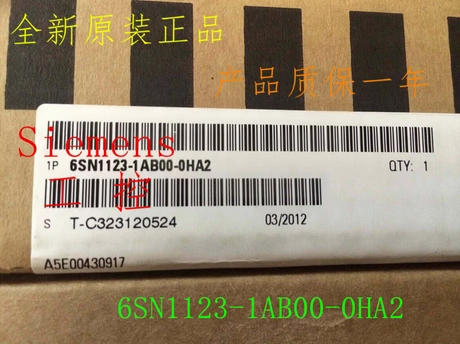 全新原装正品
产品质保一年
Siemens
1P 6SN1123-1AB00-0HA2 QTY: 1
工控
S T-C323120524 03/2012
A5E00430917
6SN1123-1AB00-0HA2